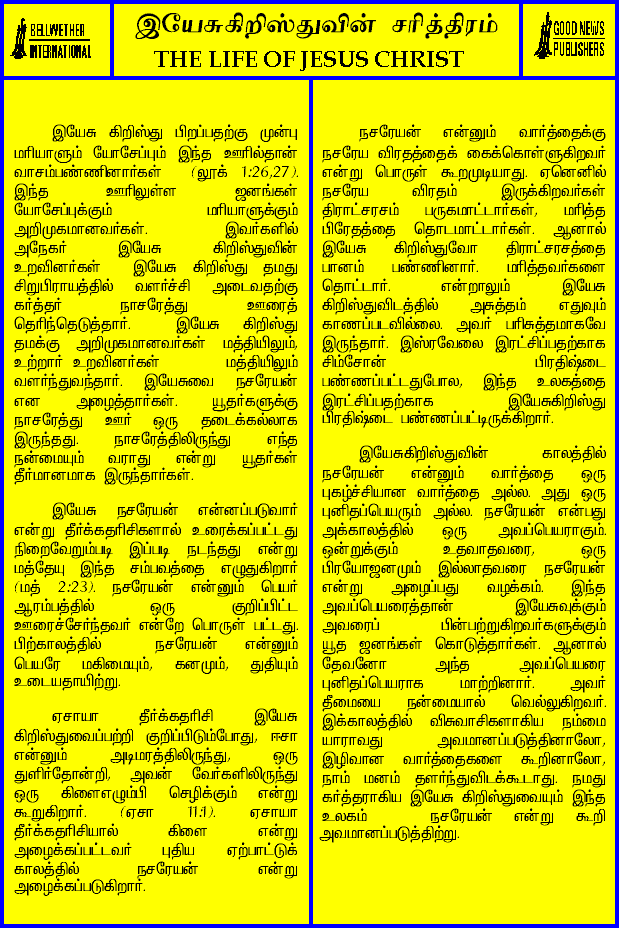 BELLWETHER
INTERNATIONAL
இயேசுகிறிஸ்துவின் சரித்திரம்
THE LIFE OF JESUS CHRIST
GOOD NEWS
PUBLISHERS
இயேசு கிறிஸ்து பிறப்பதற்கு முன்பு
மரியாளும் யோசேப்பும் இந்த ஊரில்தான்
வாசம்பண்ணினார்கள் (லூக் 1:26,27).
இந்த ஊரிலுள்ள ஜனங்கள்
யோசேப்புக்கும் மரியாளுக்கும்
அறிமுகமானவர்கள். இவர்களில்
அநேகர் இயேசு கிறிஸ்துவின்
உறவினர்கள் இயேசு கிறிஸ்து தமது
சிறுபிராயத்தில் வளர்ச்சி அடைவதற்கு
கர்த்தர் நாசரேத்து ஊரைத்
தெரிந்தெடுத்தார். இயேசு கிறிஸ்து
தமக்கு அறிமுகமானவர்கள் மத்தியிலும்,
உற்றார் உறவினர்கள் மத்தியிலும்
வளர்ந்துவந்தார். இயேசுவை நசரேயன்
என அழைத்தார்கள். யூதர்களுக்கு
நாசரேத்து ஊர் ஒரு தடைக்கல்லாக
இருந்தது. நாசரேத்திலிருந்து எந்த
நன்மையும் வராது என்று யூதர்கள்
தீர்மானமாக இருந்தார்கள்.
இயேசு நசரேயன் என்னப்படுவார்
என்று தீர்க்கதரிசிகளால் உரைக்கப்பட்டது
நிறைவேறும்படி இப்படி நடந்தது என்று
மத்தேயு இந்த சம்பவத்தை எழுதுகிறார்
(மத் 2:23). நசரேயன் என்னும் பெயர்
ஆரம்பத்தில் ஒரு குறிப்பிட்ட
ஊரைச்சேர்ந்தவர் என்றே பொருள் பட்டது.
பிற்காலத்தில் நசரேயன் என்னும்
பெயரே மகிமையும், கனமும், துதியும்
உடையதாயிற்று.
ஏசாயா தீர்க்கதரிசி இயேசு
கிறிஸ்துவைப்பற்றி குறிப்பிடும்போது, ஈசா
என்னும் அடிமரத்திலிருந்து, ஒரு
துளிர்தோன்றி, அவன் வேர்களிலிருந்து
ஒரு கிளைஎழும்பி செழிக்கும் என்று
கூறுகிறார். (ஏசா 11:1). ஏசாயா
தீர்க்கதரிசியால் கிளை என்று
அழைக்கப்பட்டவர் புதிய ஏற்பாட்டுக்
காலத்தில் நசரேயன் என்று
அழைக்கப்படுகிறார்.
நசரேயன் என்னும் வார்த்தைக்கு
நசரேய விரதத்தைக் கைக்கொள்ளுகிறவர்
என்று பொருள் கூறமுடியாது. ஏனெனில்
நசரேய விரதம் இருக்கிறவர்கள்
திராட்சரசம் பருகமாட்டார்கள், மரித்த
பிரேதத்தை தொடமாட்டார்கள். ஆனால்
இயேசு கிறிஸ்துவோ திராட்சரசத்தை
பானம் பண்ணினார். மரித்தவர்களை
தொட்டார். என்றாலும் இயேசு
கிறிஸ்துவிடத்தில் அசுத்தம் எதுவும்
காணப்படவில்லை. அவர் பரிசுத்தமாகவே
இருந்தார். இஸ்ரவேலை இரட்சிப்பதற்காக
சிம்சோன் பிரதிஷ்டை
பண்ணப்பட்டதுபோல, இந்த உலகத்தை
இரட்சிப்பதற்காக இயேசுகிறிஸ்து
பிரதிஷ்டை பண்ணப்பட்டிருக்கிறார்.
இயேசுகிறிஸ்துவின் காலத்தில்
நசரேயன் என்னும் வார்த்தை ஒரு
புகழ்ச்சியான வார்த்தை அல்ல. அது ஒரு
புனிதப்பெயரும் அல்ல. நசரேயன் என்பது
அக்காலத்தில் ஒரு அவப்பெயராகும்.
ஒன்றுக்கும் உதவாதவரை, ஒரு
பிரயோஜனமும் இல்லாதவரை நசரேயன்
என்று அழைப்பது வழக்கம். இந்த
அவப்பெயரைத்தான் இயேசுவுக்கும்
அவரைப் பின்பற்றுகிறவர்களுக்கும்
யூத ஜனங்கள் கொடுத்தார்கள். ஆனால்
தேவனோ அந்த அவப்பெயரை
புனிதப்பெயராக மாற்றினார். அவர்
தீமையை நன்மையால் வெல்லுகிறவர்.
இக்காலத்தில் விசுவாசிகளாகிய நம்மை
யாராவது அவமானப்படுத்தினாலோ,
இழிவான வார்த்தைகளை கூறினாலோ,
நாம் மனம் தளர்ந்துவிடக்கூடாது. நமது
கர்த்தராகிய இயேசு கிறிஸ்துவையும் இந்த
உலகம் நசரேயன் என்று கூறி
அவமானப்படுத்திற்று.